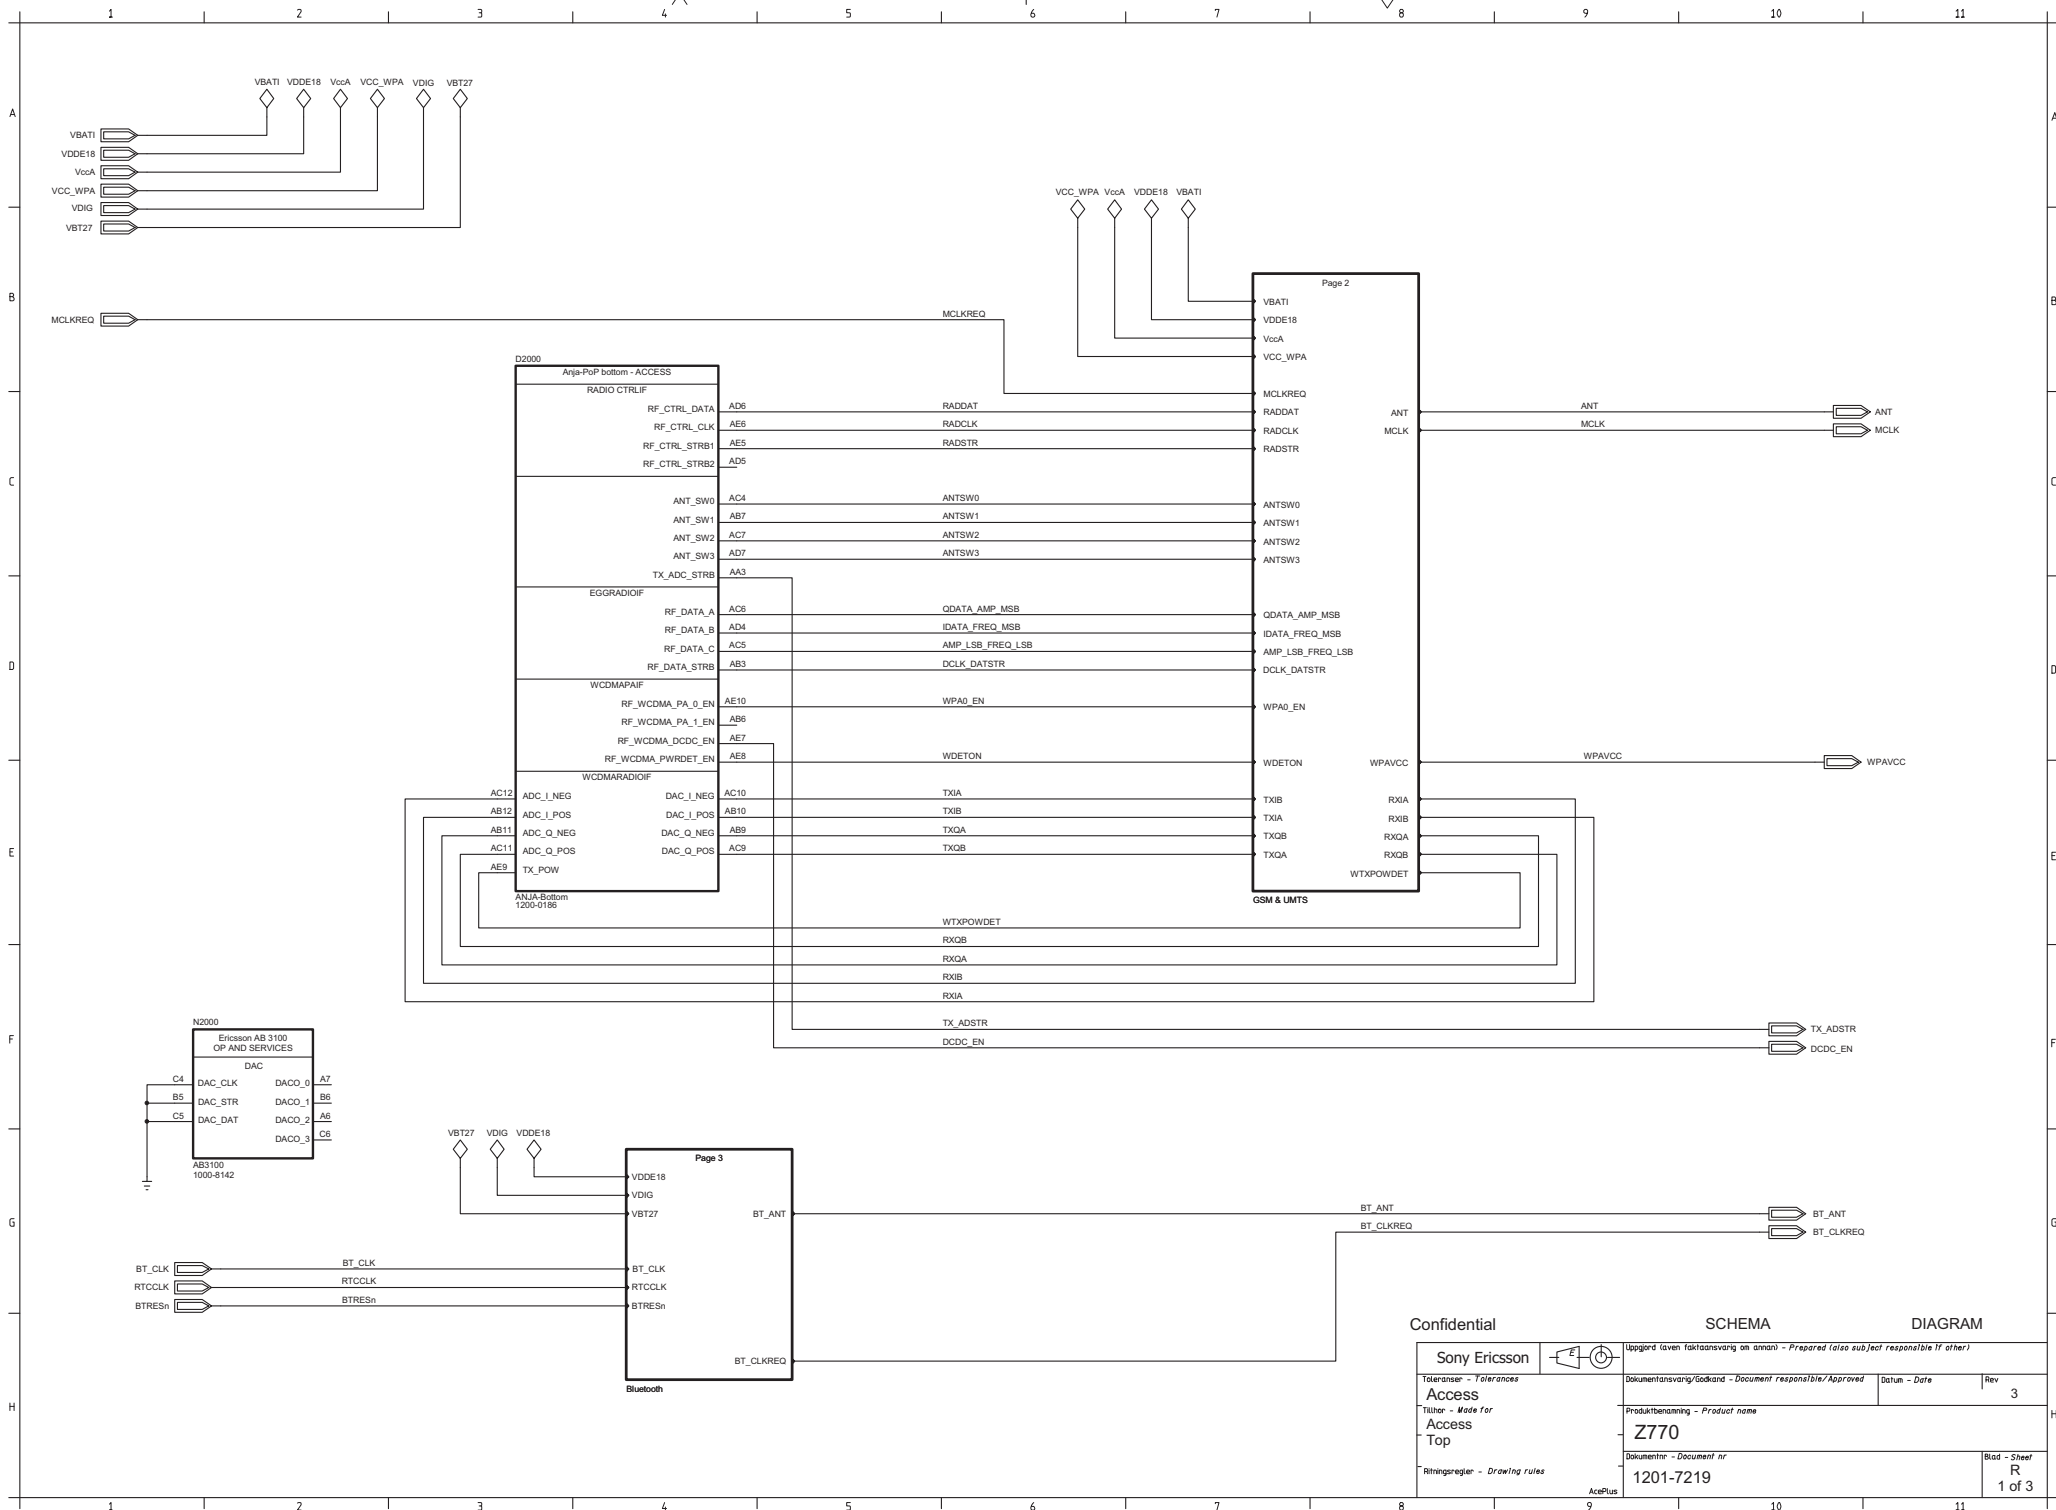 1 2 3 4 5 6 7 8 9 10 11
VBATI VDDE18 VccA VCC_WPA VDIG VBT27
A A
VBATI
VDDE18
VccA
VCC_WPA
VDIG
VBT27
VCC_WPA VccA VDDE18 VBATI
Page 2
B B
VBATI
VDDE18
VccA
VCC_WPA
MCLKREQ MCLKREQ
D2000
Anja-PoP bottom - ACCESS
RADIO CTRLIF
MCLKREQ
RF_CTRL_DATA AD6 RADDAT RADDAT ANT ANT ANT
RF_CTRL_CLK AE6 RADCLK RADCLK MCLK MCLK MCLK
RF_CTRL_STRB1 AE5 RADSTR RADSTR
RF_CTRL_STRB2 AD5
C C
ANT_SW0 AC4 ANTSW0 ANTSW0
ANT_SW1 AB7 ANTSW1 ANTSW1
ANT_SW2 AC7 ANTSW2 ANTSW2
ANT_SW3 AD7 ANTSW3 ANTSW3
TX_ADC_STRB AA3
EGGRADIOIF
RF_DATA_A AC6 QDATA_AMP_MSB QDATA_AMP_MSB
RF_DATA_B AD4 IDATA_FREQ_MSB IDATA_FREQ_MSB
RF_DATA_C AC5 AMP_LSB_FREQ_LSB AMP_LSB_FREQ_LSB
D RF_DATA_STRB AB3 DCLK_DATSTR DCLK_DATSTR D
WCDMAPAIF
RF_WCDMA_PA_0_EN AE10 WPA0_EN WPA0_EN
RF_WCDMA_PA_1_EN AB6
RF_WCDMA_DCDC_EN AE7
RF_WCDMA_PWRDET_EN AE8 WDETON WDETON WPAVCC WPAVCC WPAVCC
WCDMARADIOIF
AC12 ADC_I_NEG DAC_I_NEG AC10 TXIA TXIB RXIA
AB12 ADC_I_POS DAC_I_POS AB10 TXIB TXIA RXIB
AB11 ADC_Q_NEG DAC_Q_NEG AB9 TXQA TXQB RXQA
E AC11 ADC_Q_POS DAC_Q_POS AC9 TXQB TXQA RXQB E
AE9 TX_POW WTXPOWDET
ANJA-Bottom
1200-0186
GSM & UMTS
WTXPOWDET
RXQB
RXQA
RXIB
RXIA
N2000
TX_ADSTR TX_ADSTR
F F
DCDC_EN DCDC_EN
Ericsson AB 3100
OP AND SERVICES
DAC
C4 DAC_CLK DACO_0 A7
B5 DAC_STR DACO_1 B6
C5 DAC_DAT DACO_2 A6
DACO_3 C6
AB3100
1000-8142
VBT27 VDIG VDDE18
Page 3
VDDE18
VDIG
VBT27 BT_ANT BT_ANT BT_ANT
G G
BT_CLKREQ BT_CLKREQ
BT_CLK BT_CLK BT_CLK
RTCCLK RTCCLK RTCCLK
BTRESn BTRESn BTRESn
BT_CLKREQ
Bluetooth
Confidential SCHEMA DIAGRAM
Sony Ericsson E
Uppgjord (aven faktaansvarig om annan) - Prepared (also subject responsible if other)
Toleranser - Tolerances
Access
Dokumentansvarig/Godkand - Document responsible/Approved
Datum - Date
Rev
3
H H
Tillhor - Made for
Access
Top
Produktbenamning - Product name
Z770
Ritningsregler - Drawing rules
AcePlus
Dokumentnr - Document nr
1201-7219
Blad - Sheet
R
1 of 3
1 2 3 4 5 6 7 8 9 10 11